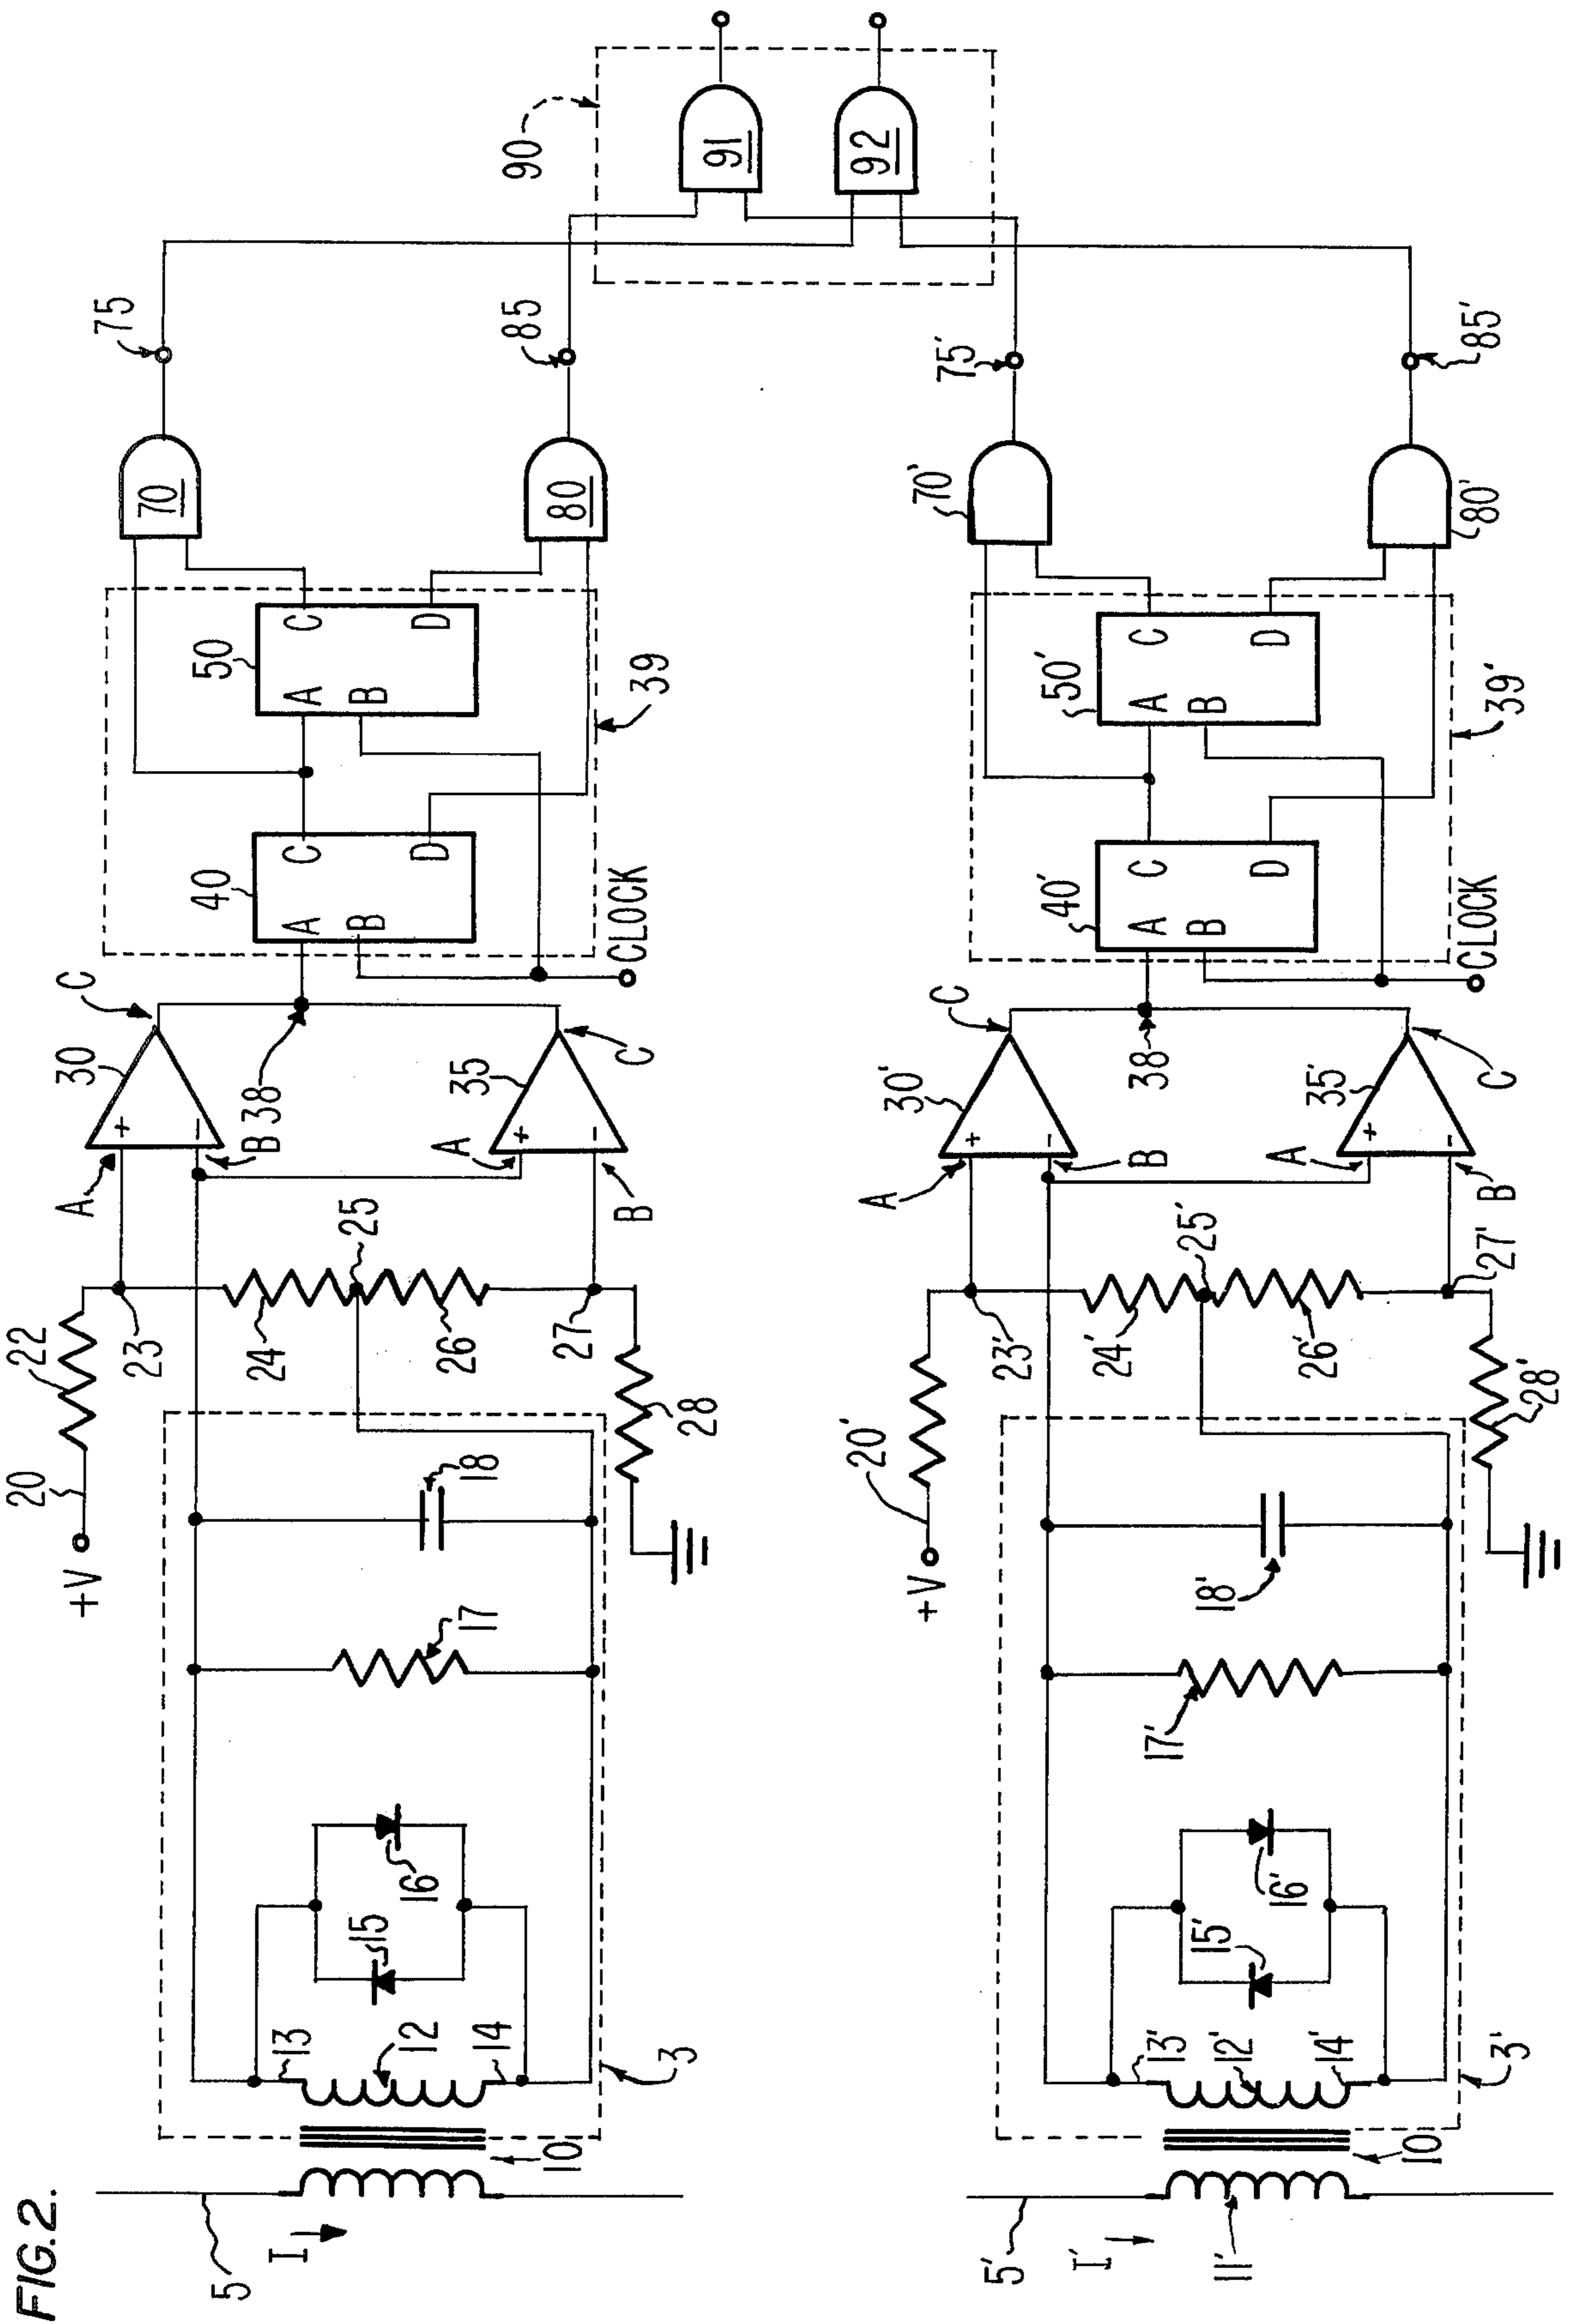 FIG. 2.
5
I
10
3
13
12
14
15
16
17
18
+V
20
22
23
24
25
26
27
28
A
B
30
C
38
A
B
35
C
40
A
B
C
D
CLOCK
50
A
B
C
D
39
70
75
80
85
90
91
92
5'
I'
11'
10
3'
13'
12'
14'
15'
16'
17'
18'
+V
20'
23'
24'
25'
26'
27'
28'
A
B
30'
C
38
A
B
35'
C
40'
A
B
C
D
CLOCK
50'
A
B
C
D
39'
70'
75'
80'
85'